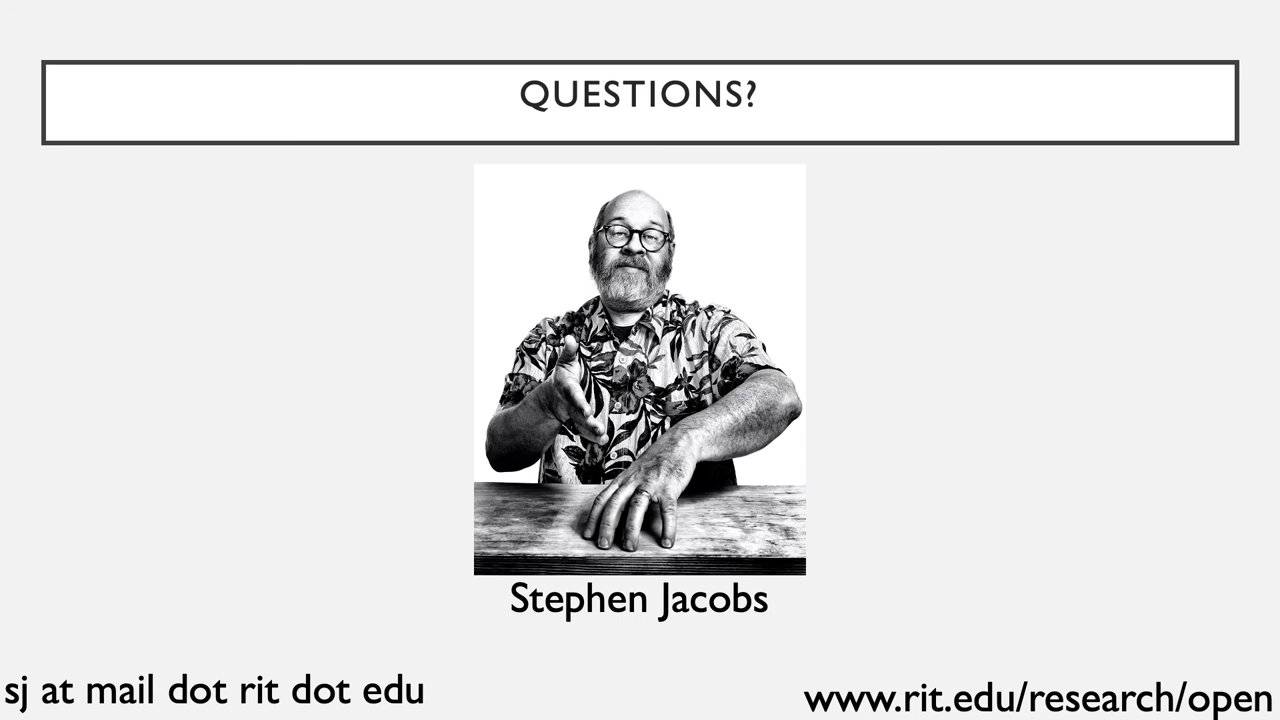 QUESTIONS?
Stephen Jacobs
sj at mail dot rit dot edu
www.rit.edu/research/open